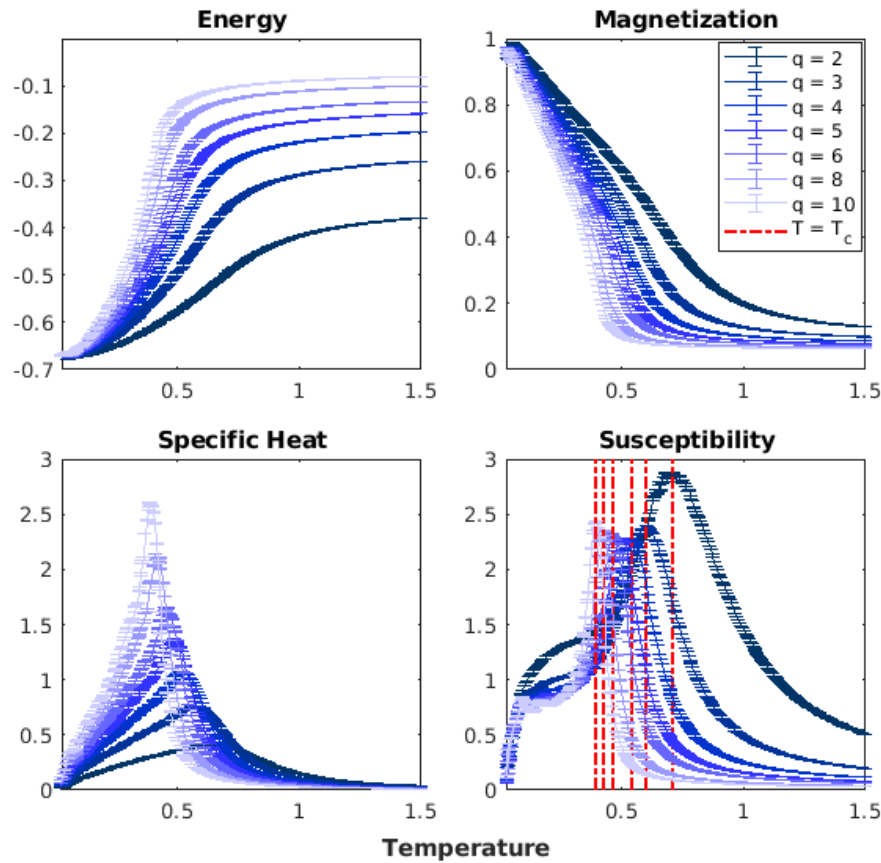 Energy
-0.1
-0.2
-0.3
-0.4
-0.5
-0.6
-0.7
0.5 1 1.5
Magnetization
1
0.8
0.6
0.4
0.2
0
0.5 1 1.5
q = 2
q = 3
q = 4
q = 5
q = 6
q = 8
q = 10
T = T_c
Specific Heat
3
2.5
2
1.5
1
0.5
0
0.5 1 1.5
Susceptibility
3
2.5
2
1.5
1
0.5
0
0.5 1 1.5
Temperature